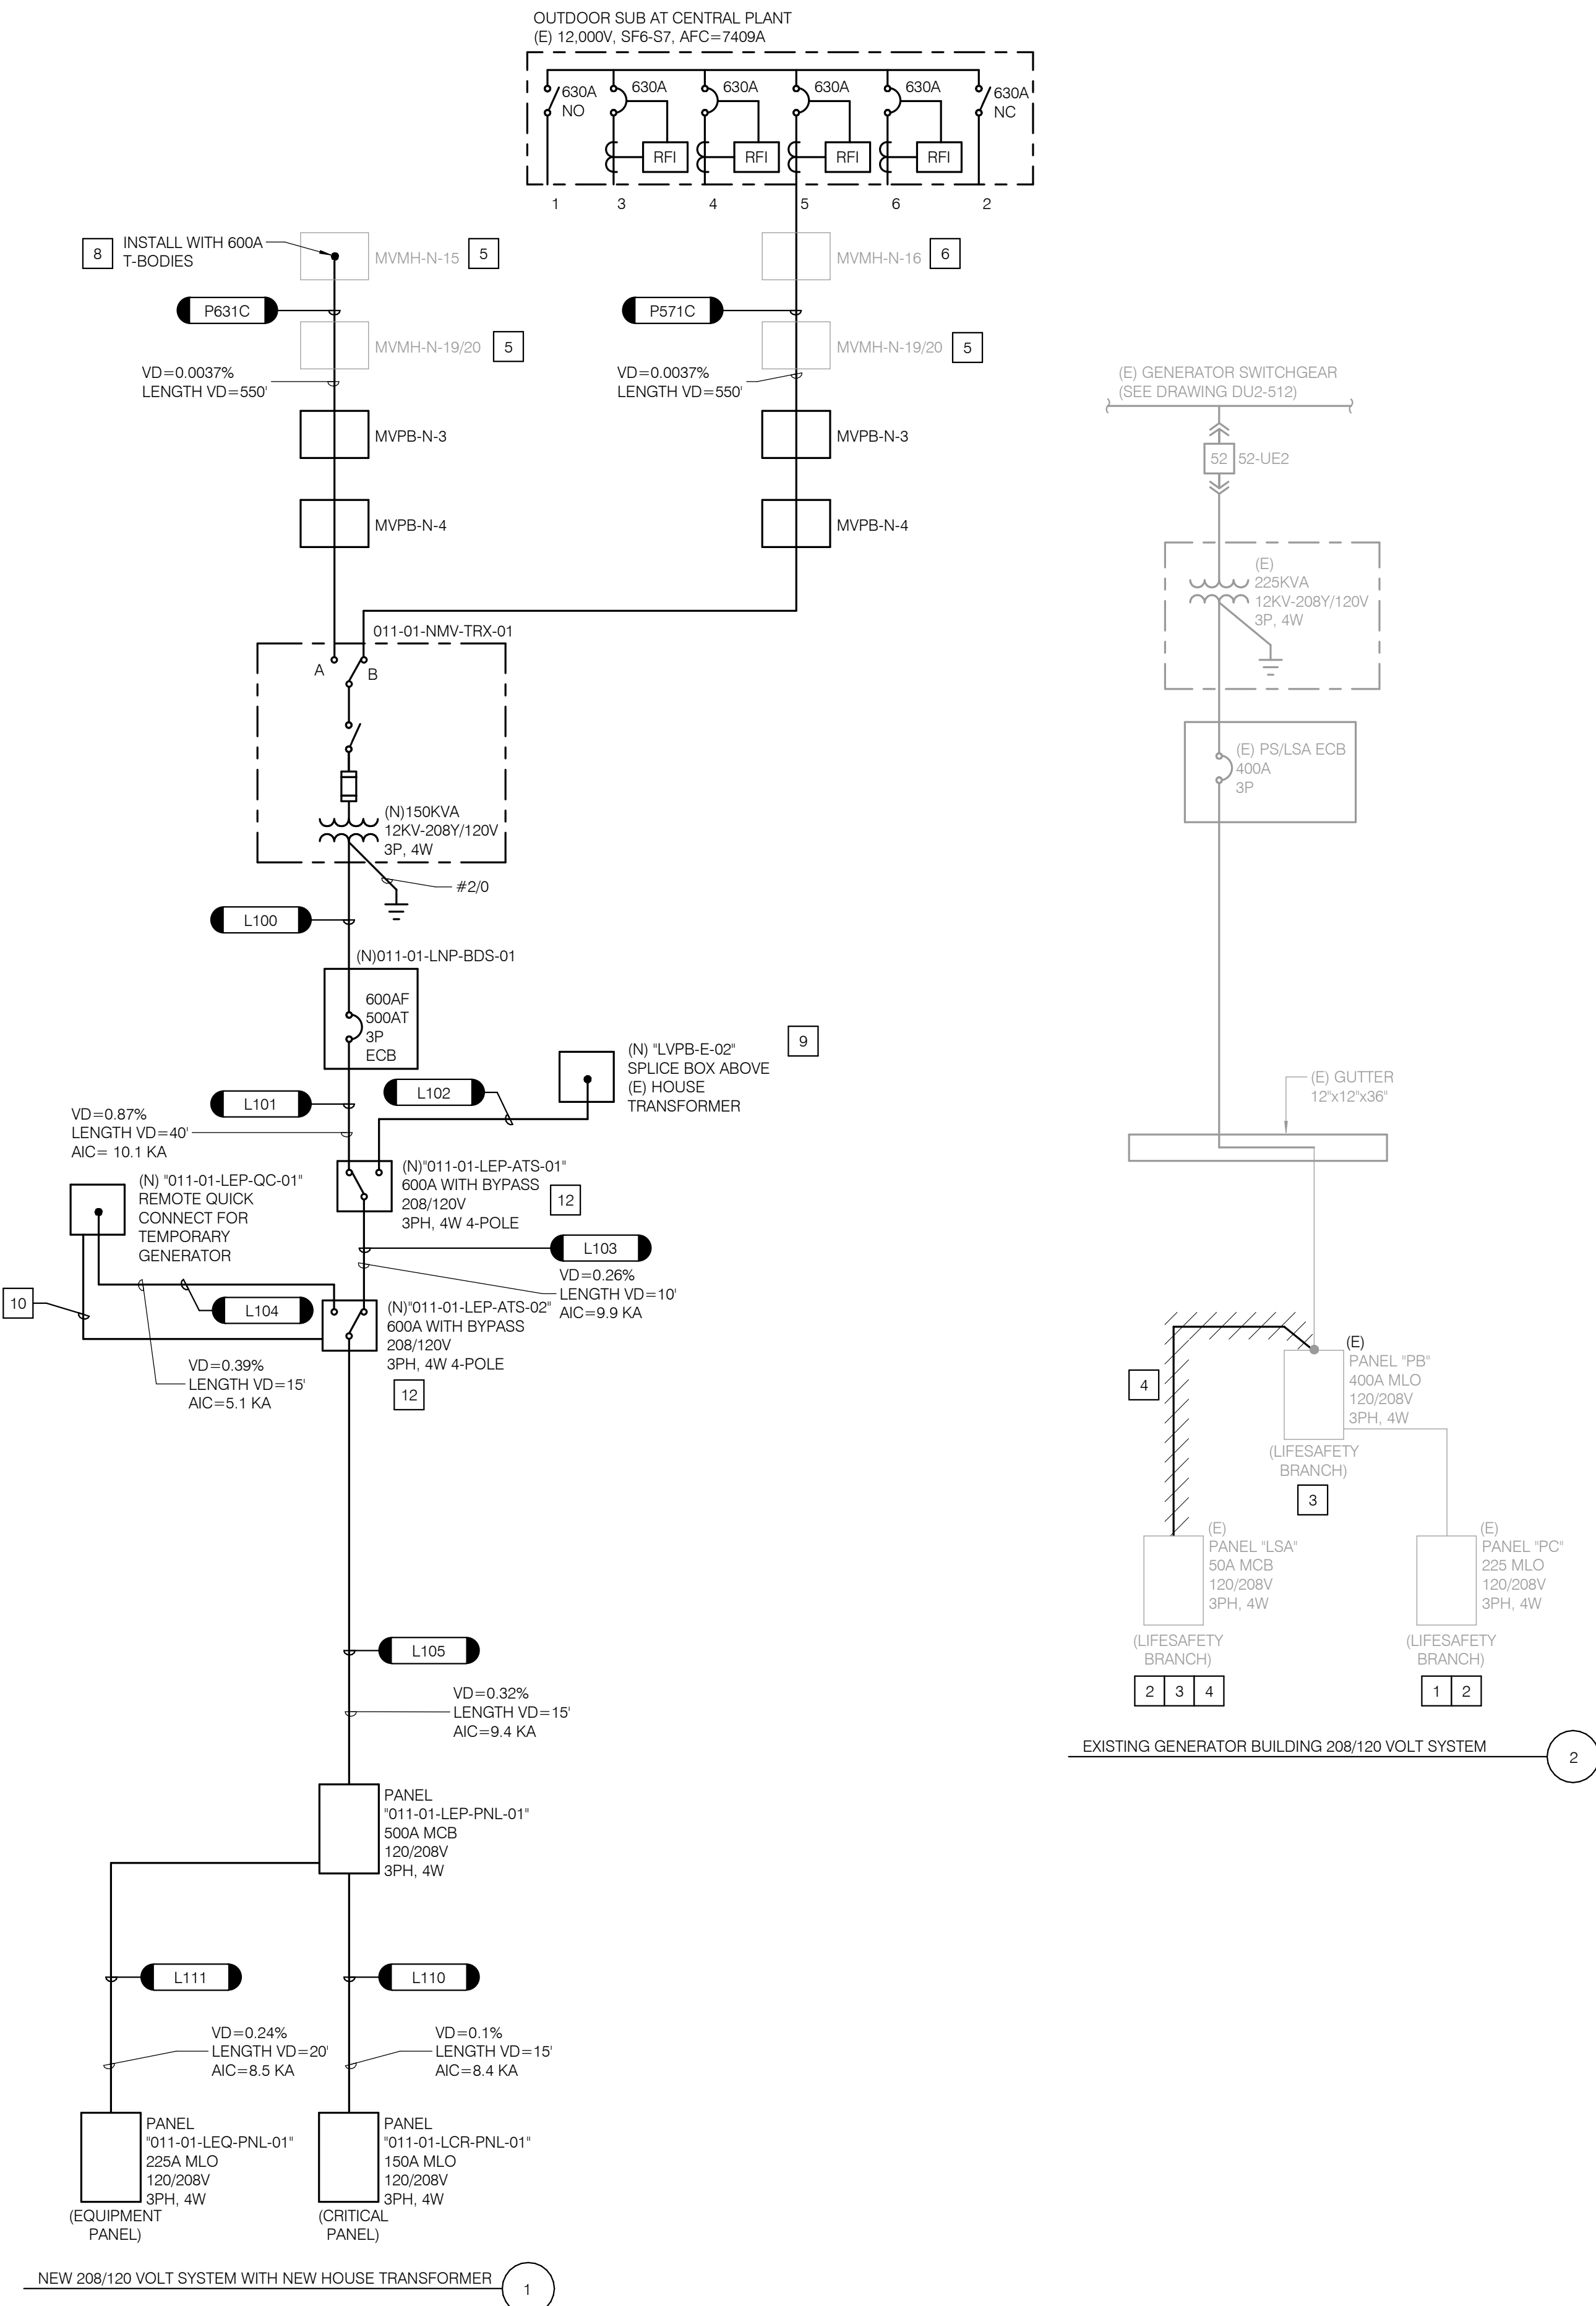 OUTDOOR SUB AT CENTRAL PLANT
(E) 12,000V, SF6-S7, AFC=7409A
630A
NO
630A
630A
630A
630A
630A
NC
RFI
RFI
RFI
RFI
1
3
4
5
6
2
8
INSTALL WITH 600A
T-BODIES
MVMH-N-15
5
MVMH-N-16
6
P631C
P571C
MVMH-N-19/20
5
MVMH-N-19/20
5
VD=0.0037%
LENGTH VD=550'
VD=0.0037%
LENGTH VD=550'
MVPB-N-3
MVPB-N-3
MVPB-N-4
MVPB-N-4
011-01-NMV-TRX-01
A
B
(N)150KVA
12KV-208Y/120V
3P, 4W
#2/0
L100
(N)011-01-LNP-BDS-01
600AF
500AT
3P
ECB
9
(N) "LVPB-E-02"
SPLICE BOX ABOVE
(E) HOUSE
TRANSFORMER
L101
L102
VD=0.87%
LENGTH VD=40'
AIC= 10.1 KA
(N)"011-01-LEP-ATS-01"
600A WITH BYPASS
208/120V
3PH, 4W 4-POLE
12
(N) "011-01-LEP-QC-01"
REMOTE QUICK
CONNECT FOR
TEMPORARY
GENERATOR
L103
VD=0.26%
LENGTH VD=10'
AIC=9.9 KA
10
L104
(N)"011-01-LEP-ATS-02"
600A WITH BYPASS
208/120V
3PH, 4W 4-POLE
12
VD=0.39%
LENGTH VD=15'
AIC=5.1 KA
L105
VD=0.32%
LENGTH VD=15'
AIC=9.4 KA
PANEL
"011-01-LEP-PNL-01"
500A MCB
120/208V
3PH, 4W
L111
L110
VD=0.24%
LENGTH VD=20'
AIC=8.5 KA
VD=0.1%
LENGTH VD=15'
AIC=8.4 KA
PANEL
"011-01-LEQ-PNL-01"
225A MLO
120/208V
3PH, 4W
(EQUIPMENT
PANEL)
PANEL
"011-01-LCR-PNL-01"
150A MLO
120/208V
3PH, 4W
(CRITICAL
PANEL)
NEW 208/120 VOLT SYSTEM WITH NEW HOUSE TRANSFORMER
1
(E) GENERATOR SWITCHGEAR
(SEE DRAWING DU2-512)
52
52-UE2
(E)
225KVA
12KV-208Y/120V
3P, 4W
(E) PS/LSA ECB
400A
3P
(E) GUTTER
12"x12"x36"
4
(E)
PANEL "PB"
400A MLO
120/208V
3PH, 4W
(LIFESAFETY
BRANCH)
3
(E)
PANEL "LSA"
50A MCB
120/208V
3PH, 4W
(LIFESAFETY
BRANCH)
2 3 4
(E)
PANEL "PC"
225 MLO
120/208V
3PH, 4W
(LIFESAFETY
BRANCH)
1 2
EXISTING GENERATOR BUILDING 208/120 VOLT SYSTEM
2